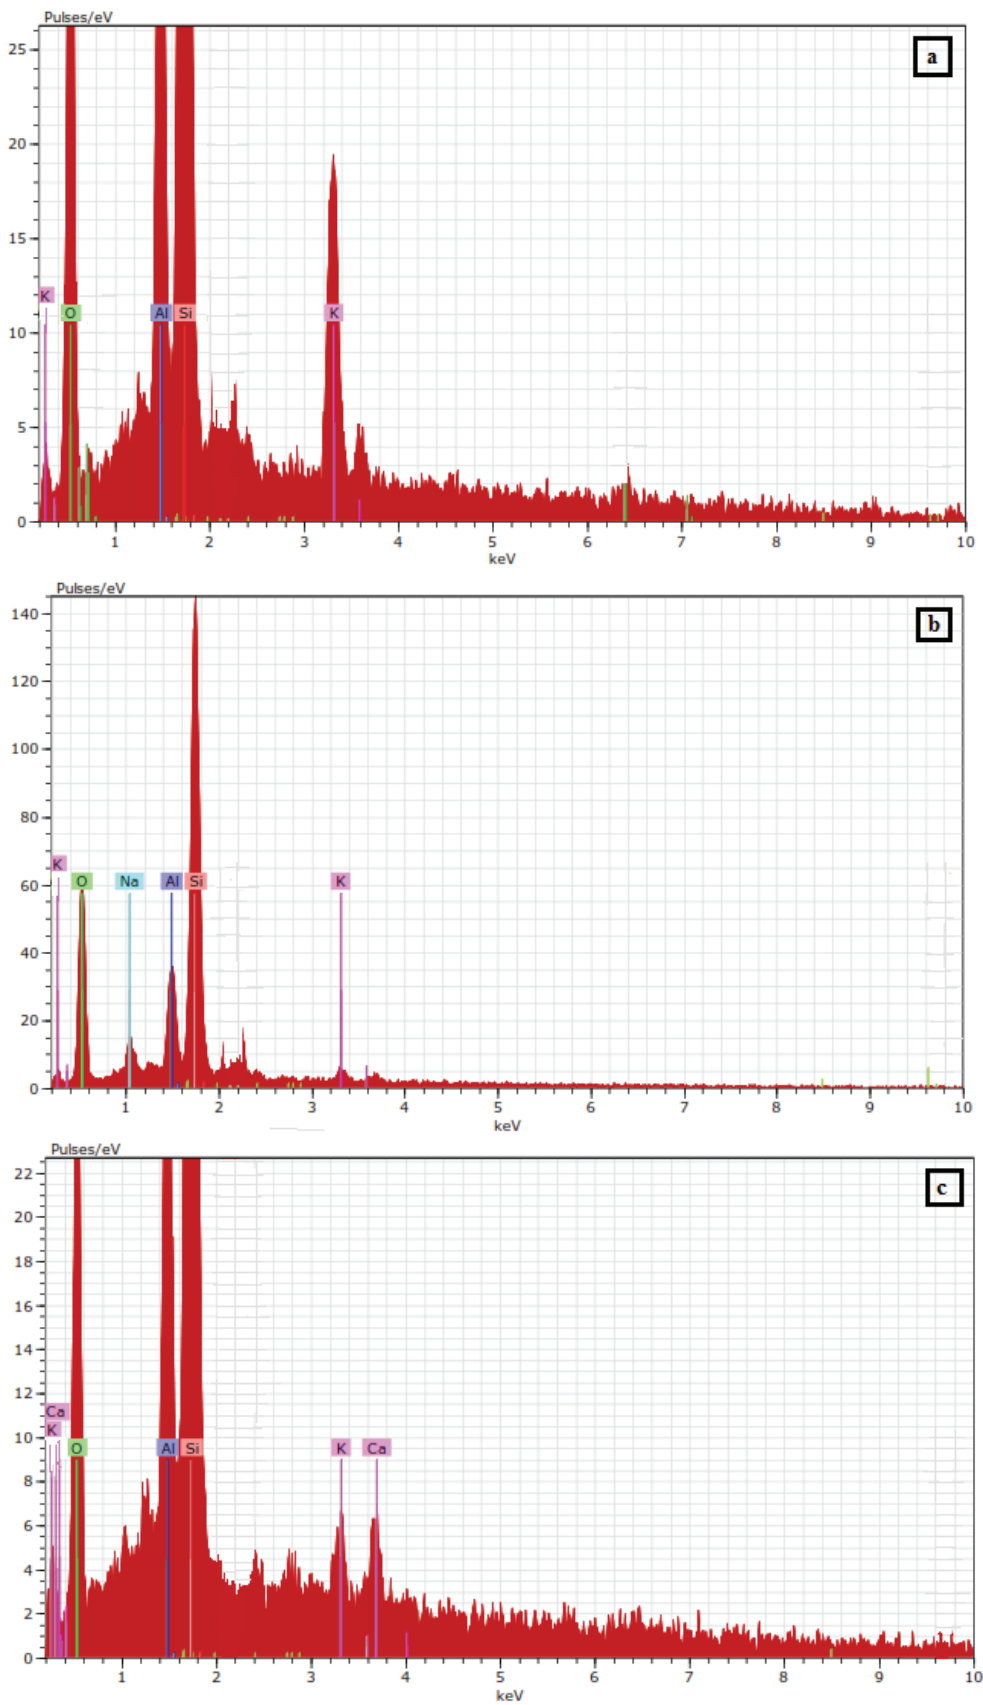 Pulses/eV
a
25
20
15
10
5
0
K
O
Al
Si
K
1 2 3 4 5 6 7 8 9 10
keV
Pulses/eV
b
140
120
100
80
60
40
20
0
K
O
Na
Al
Si
K
1 2 3 4 5 6 7 8 9 10
keV
Pulses/eV
c
22
20
18
16
14
12
10
8
6
4
2
0
Ca
K
O
Al
Si
K
Ca
1 2 3 4 5 6 7 8 9 10
keV